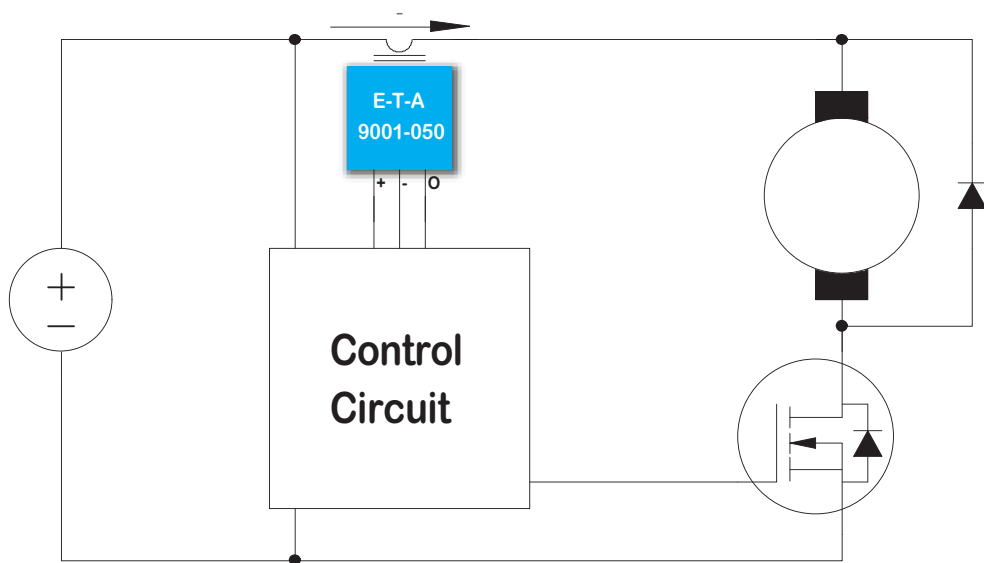 -
E-T-A
9001-050
+ - O
+
−
Control
Circuit